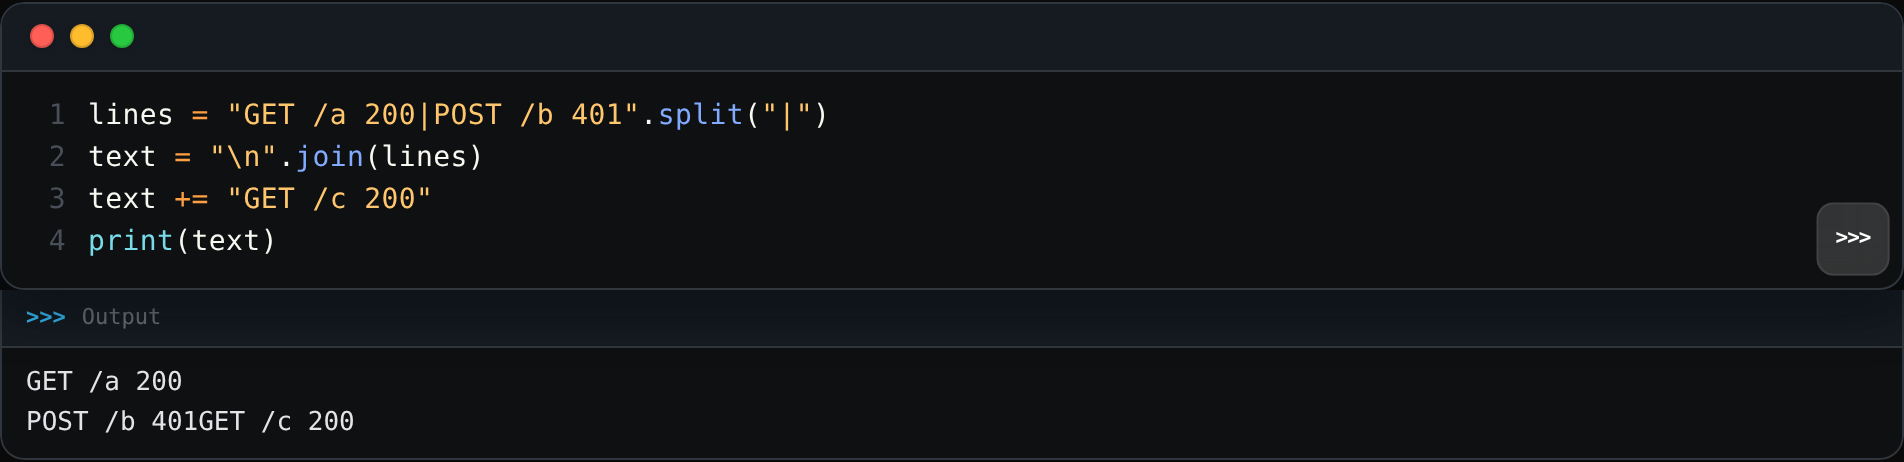 1 lines = "GET /a 200|POST /b 401".split("|")
2 text = "\n".join(lines)
3 text += "GET /c 200"
4 print(text)
>>>
>>> Output
GET /a 200
POST /b 401GET /c 200